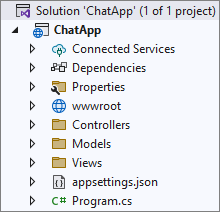 Solution 'ChatApp' (1 of 1 project)
ChatApp
Connected Services
Dependencies
Properties
wwwroot
Controllers
Models
Views
appsettings.json
C# Program.cs